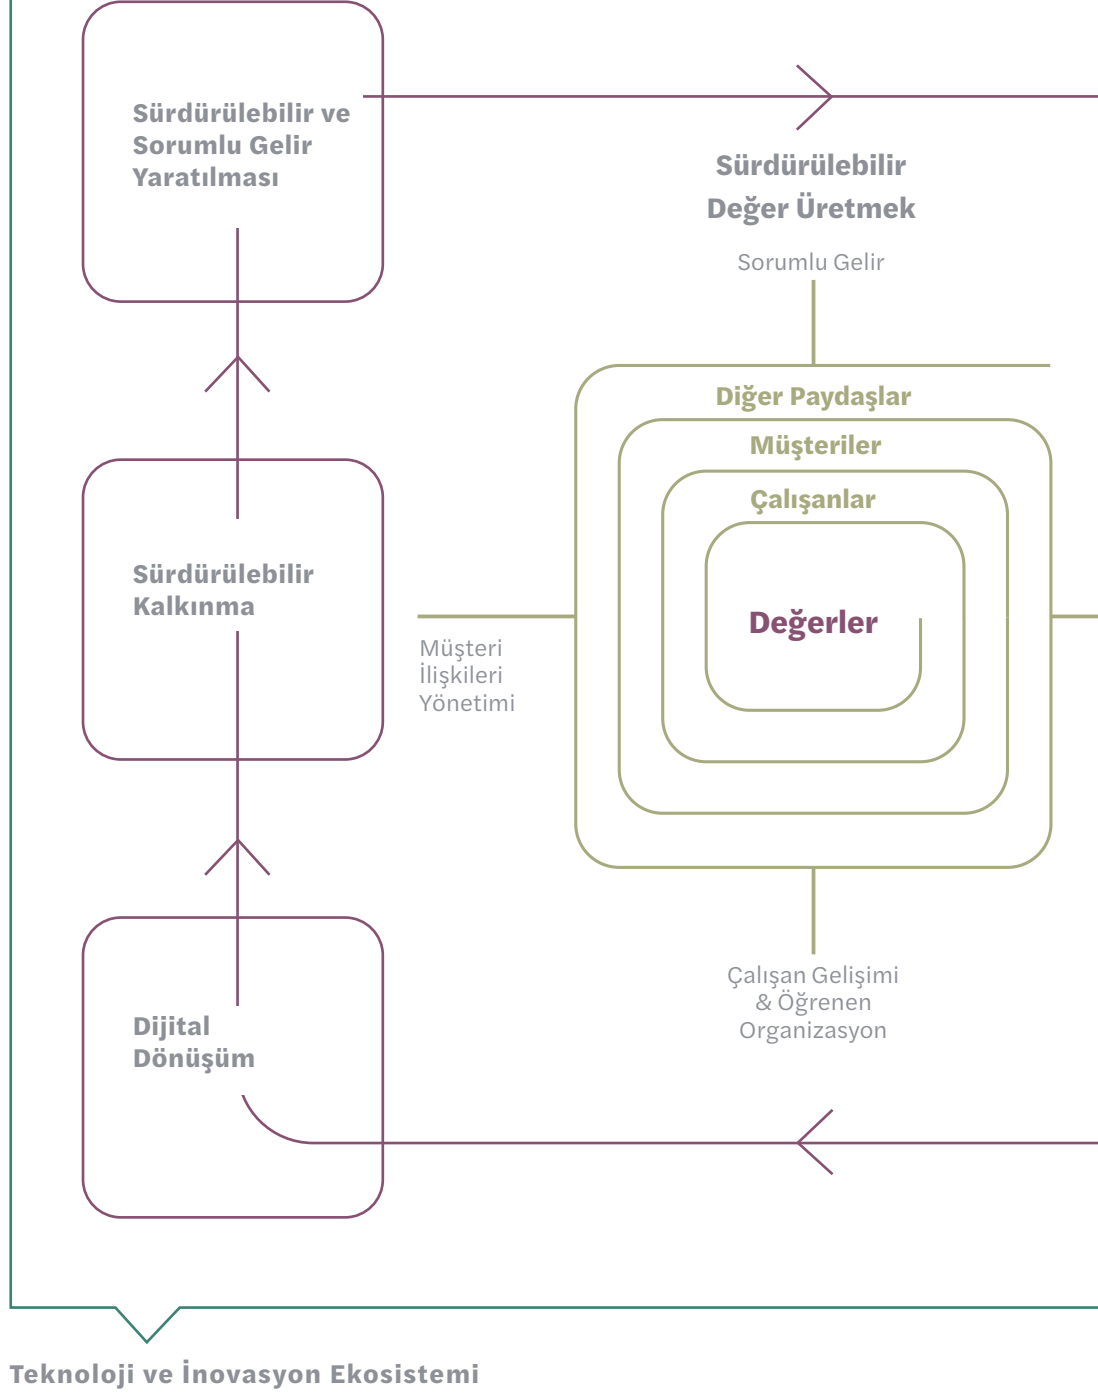 Sürdürülebilir ve
Sorumlu Gelir
Yaratılması
Sürdürülebilir
Değer Üretmek
Sorumlu Gelir
Diğer Paydaşlar
Müşteriler
Çalışanlar
Değerler
Sürdürülebilir
Kalkınma
Müşteri
İlişkileri
Yönetimi
Çalışan Gelişimi
& Öğrenen
Organizasyon
Dijital
Dönüşüm
Teknoloji ve İnovasyon Ekosistemi